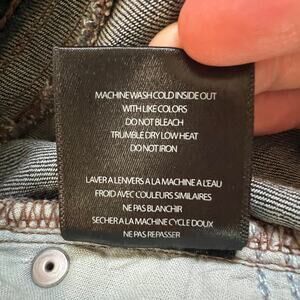 MACHINE WASH COLD INSIDE OUT
WITH LIKE COLORS
DO NOT BLEACH
TRUMBLE DRY LOW HEAT
DO NOT IRON
LAVER A LENVERS A LA MACHINE A L'EAU
FROID AVEC COULEURS SIMILAIRES
NE PAS BLANCHIR
SECHER A LA MACHINE CYCLE DOUX
NE PAS REPASSER